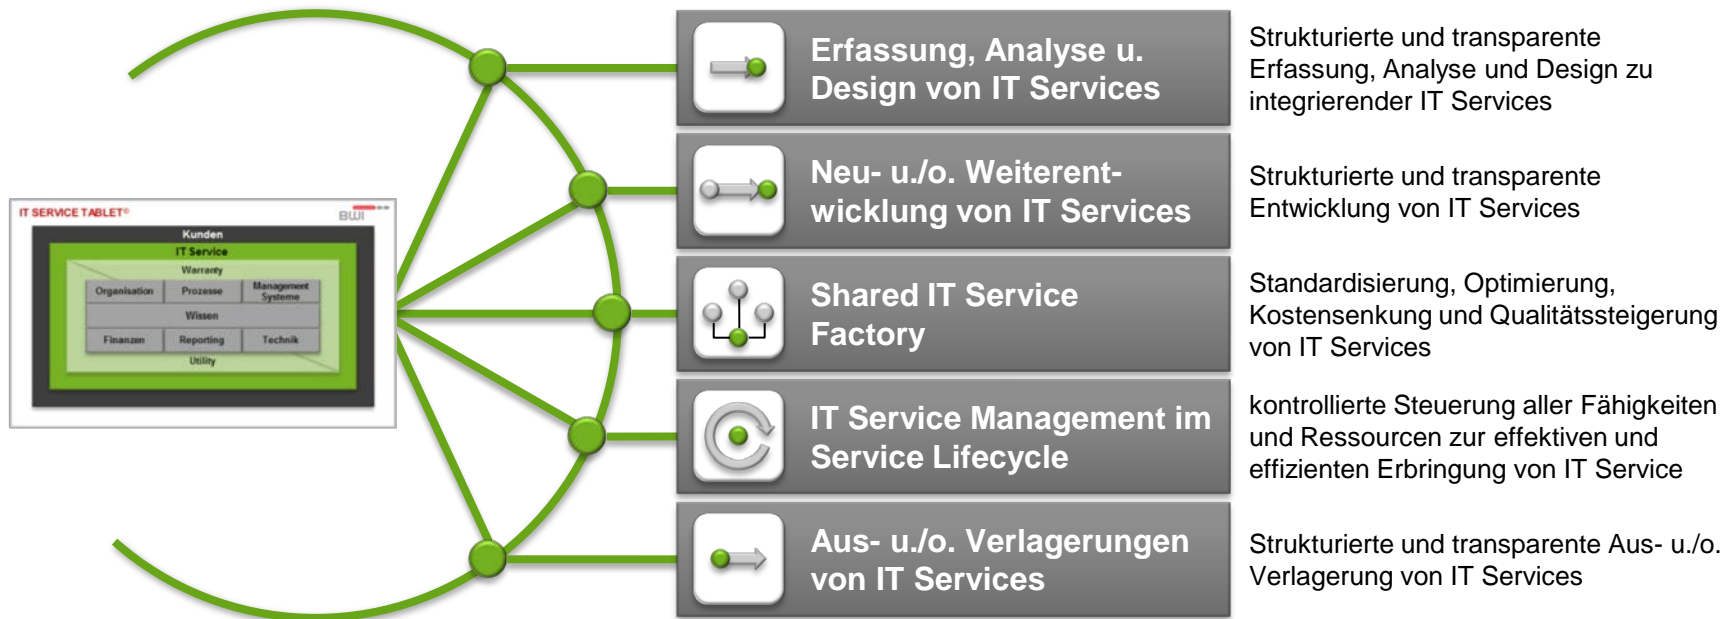 IT SERVICE TABLET©
BWI
Kunden
IT Service
Warranty
Organisation
Prozesse
Management
Systeme
Wissen
Finanzen
Reporting
Technik
Utility
Erfassung, Analyse u.
Design von IT Services
Strukturierte und transparente
Erfassung, Analyse und Design zu
integrierender IT Services
Neu- u./o. Weiterent-
wicklung von IT Services
Strukturierte und transparente
Entwicklung von IT Services
Shared IT Service
Factory
Standardisierung, Optimierung,
Kostensenkung und Qualitätssteigerung
von IT Services
IT Service Management im
Service Lifecycle
kontrollierte Steuerung aller Fähigkeiten
und Ressourcen zur effektiven und
effizienten Erbringung von IT Service
Aus- u./o. Verlagerungen
von IT Services
Strukturierte und transparente Aus- u./o.
Verlagerung von IT Services